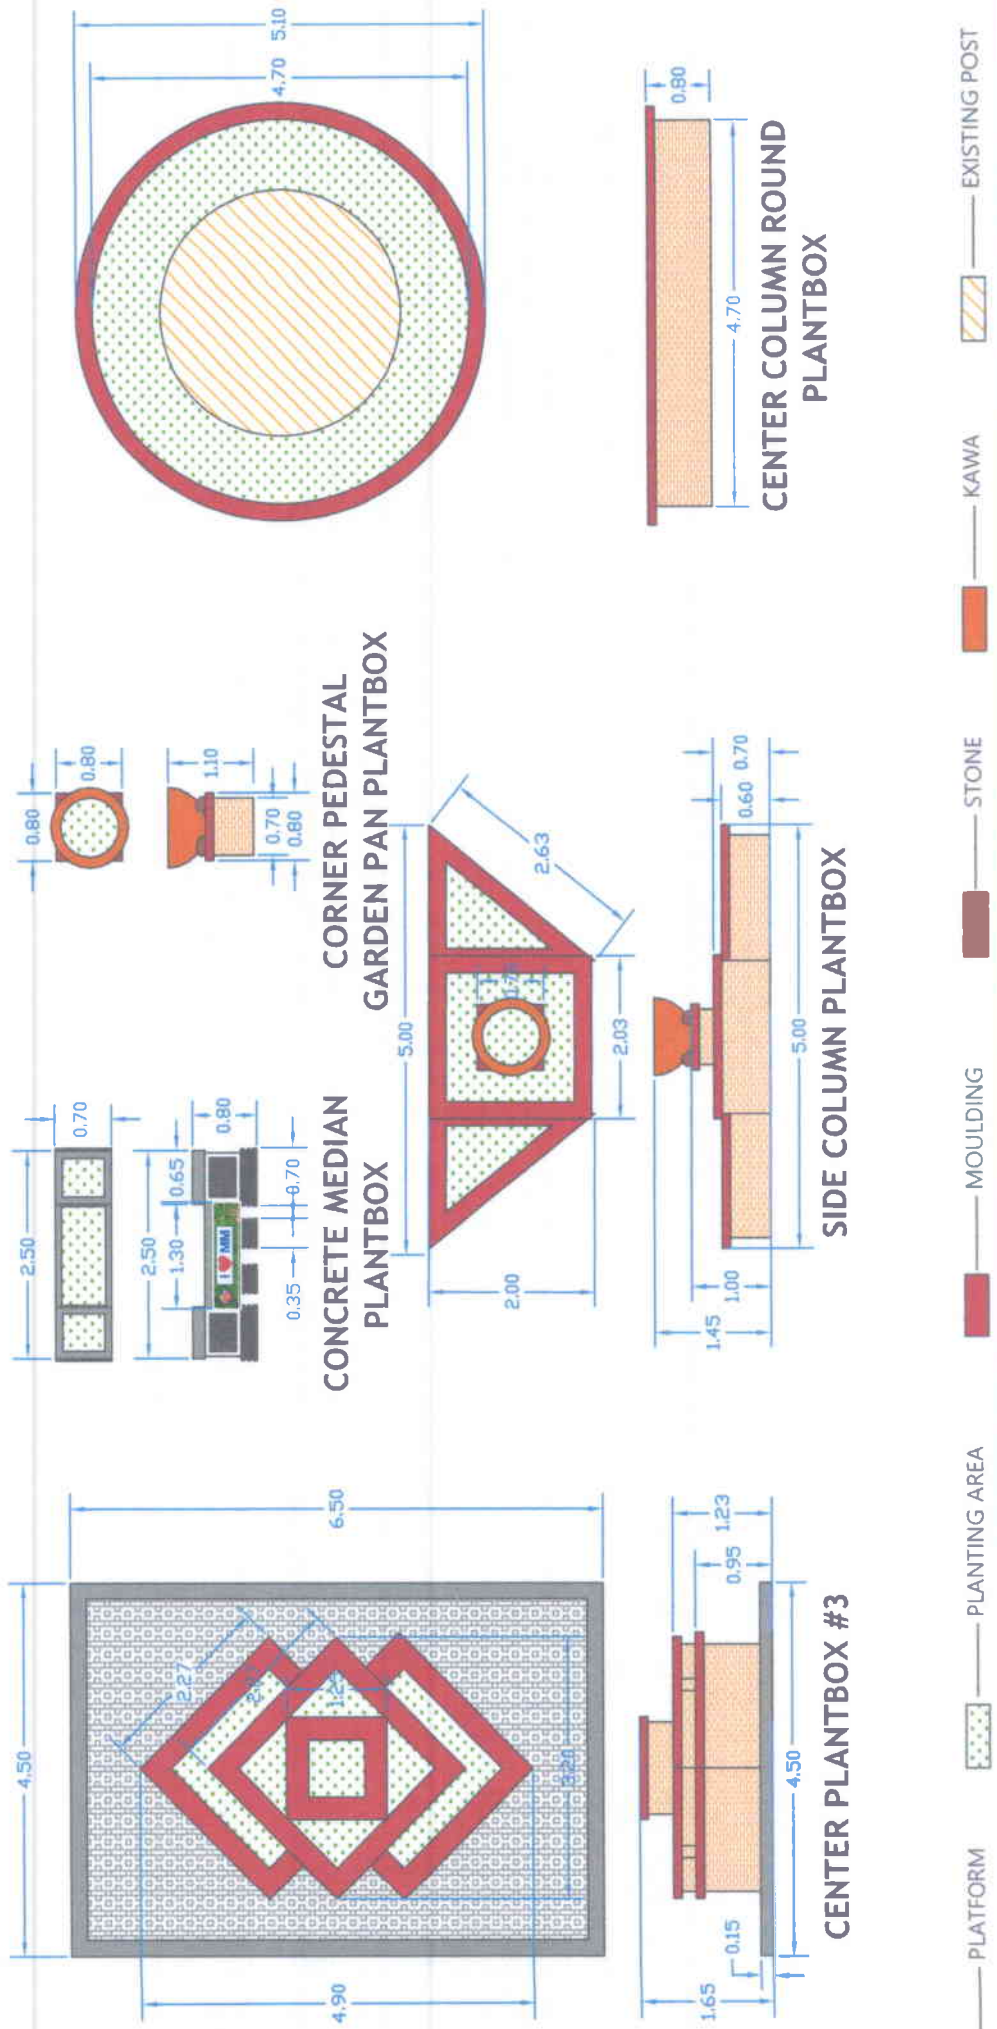 4.50
6.50
4.90
2.27
1.25
3.20
1.65
0.15
0.95
1.23
4.50
CENTER PLANTBOX #3
2.50
0.70
2.50
1.30
0.65
0.80
I MM
0.35
0.70
CONCRETE MEDIAN
PLANTBOX
0.80
0.80
1.10
0.70
0.80
CORNER PEDESTAL
GARDEN PAN PLANTBOX
5.00
2.63
2.03
2.00
1.45
1.00
0.60
0.70
5.00
SIDE COLUMN PLANTBOX
5.10
4.70
0.80
4.70
CENTER COLUMN ROUND
PLANTBOX
PLATFORM
PLANTING AREA
MOULDING
STONE
KAWA
EXISTING POST